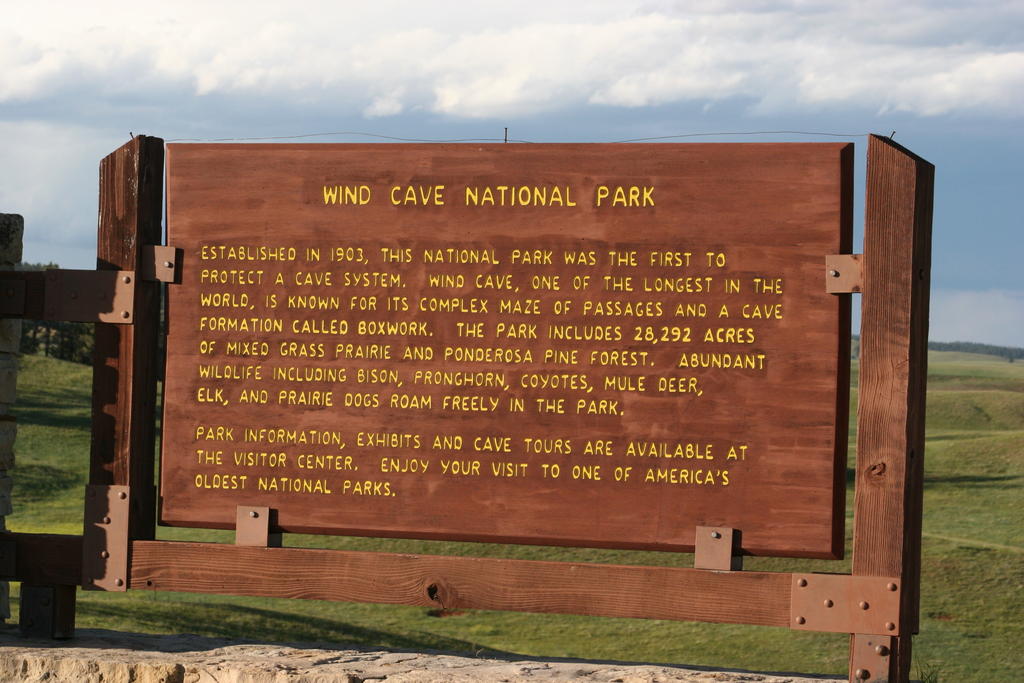 WIND CAVE NATIONAL PARK
ESTABLISHED IN 1903, THIS NATIONAL PARK WAS THE FIRST TO
PROTECT A CAVE SYSTEM. WIND CAVE, ONE OF THE LONGEST IN THE
WORLD, IS KNOWN FOR ITS COMPLEX MAZE OF PASSAGES AND A CAVE
FORMATION CALLED BOXWORK. THE PARK INCLUDES 28,292 ACRES
OF MIXED GRASS PRAIRIE AND PONDEROSA PINE FOREST. ABUNDANT
WILDLIFE INCLUDING BISON, PRONGHORN, COYOTES, MULE DEER,
ELK, AND PRAIRIE DOGS ROAM FREELY IN THE PARK.
PARK INFORMATION, EXHIBITS AND CAVE TOURS ARE AVAILABLE AT
THE VISITOR CENTER. ENJOY YOUR VISIT TO ONE OF AMERICA'S
OLDEST NATIONAL PARKS.